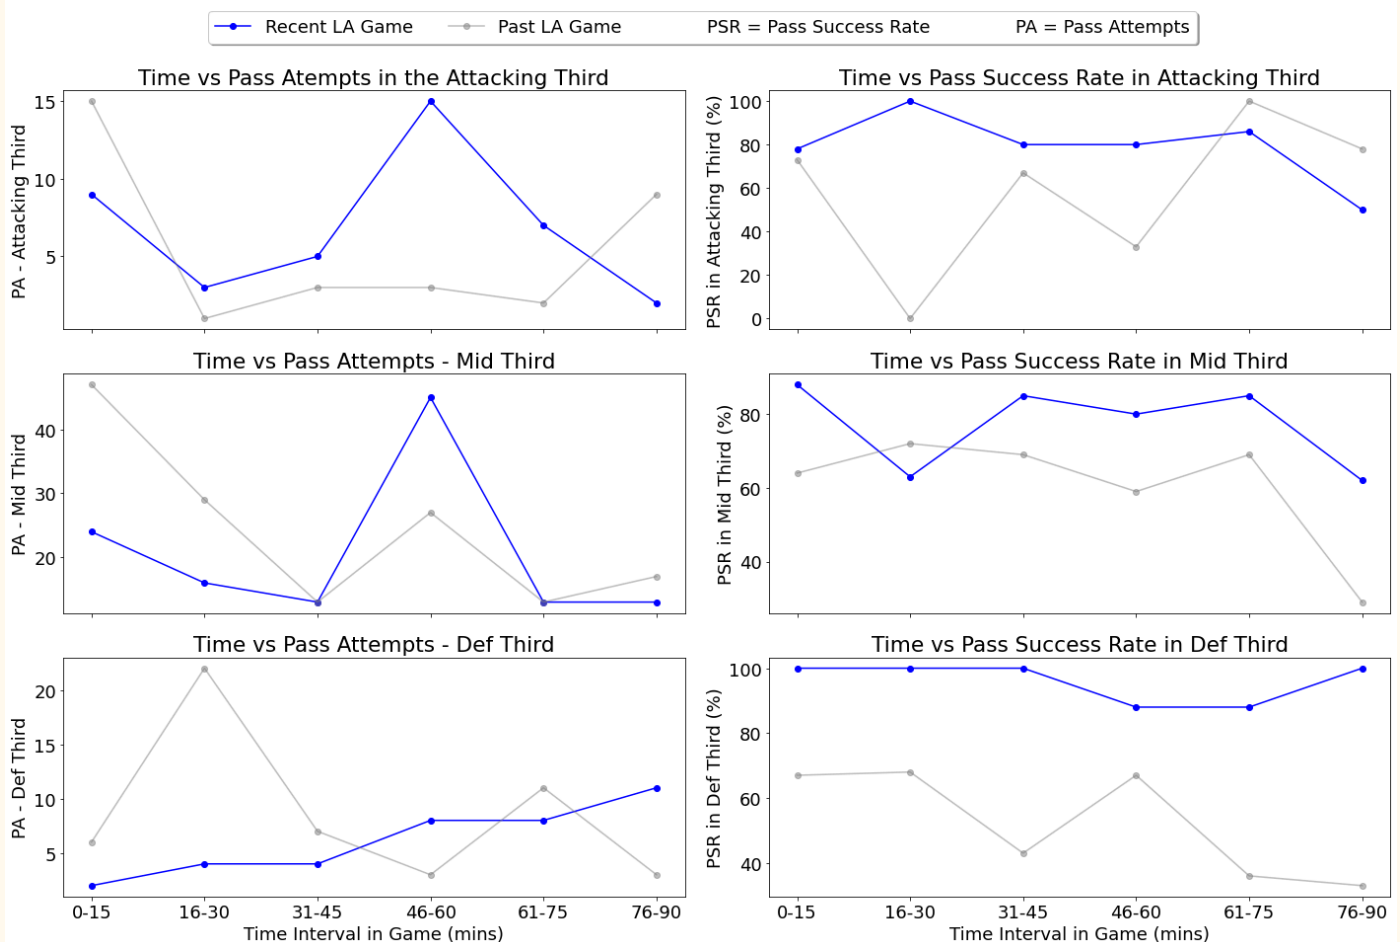 Recent LA Game Past LA Game PSR = Pass Success Rate PA = Pass Attempts
Time vs Pass Atempts in the Attacking Third
PA - Attacking Third
15
10
5
Time vs Pass Success Rate in Attacking Third
PSR in Attacking Third (%)
100
80
60
40
20
0
Time vs Pass Attempts - Mid Third
PA - Mid Third
40
30
20
Time vs Pass Success Rate in Mid Third
PSR in Mid Third (%)
80
60
40
Time vs Pass Attempts - Def Third
PA - Def Third
20
15
10
5
0-15 16-30 31-45 46-60 61-75 76-90
Time Interval in Game (mins)
Time vs Pass Success Rate in Def Third
PSR in Def Third (%)
100
80
60
40
0-15 16-30 31-45 46-60 61-75 76-90
Time Interval in Game (mins)